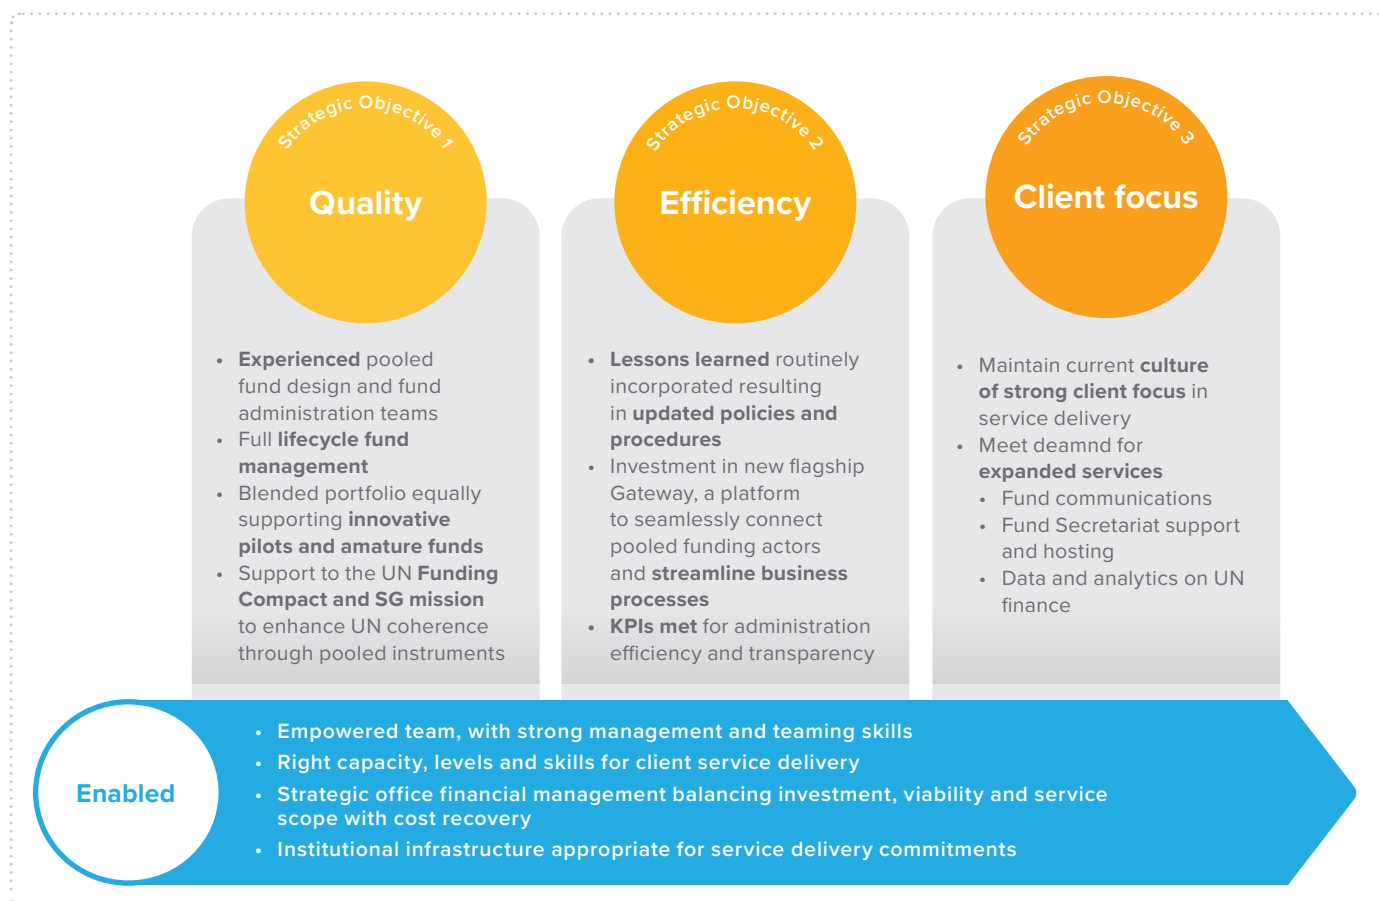 Strategic Objective 1
Quality
• Experienced pooled
fund design and fund
administration teams
• Full lifecycle fund
management
• Blended portfolio equally
supporting innovative
pilots and amature funds
• Support to the UN Funding
Compact and SG mission
to enhance UN coherence
through pooled instruments
Strategic Objective 2
Efficiency
• Lessons learned routinely
incorporated resulting
in updated policies and
procedures
• Investment in new flagship
Gateway, a platform
to seamlessly connect
pooled funding actors
and streamline business
processes
• KPIs met for administration
efficiency and transparency
Strategic Objective 3
Client focus
• Maintain current culture
of strong client focus in
service delivery
• Meet deamnd for
expanded services
• Fund communications
• Fund Secretariat support
and hosting
• Data and analytics on UN
finance
Enabled
• Empowered team, with strong management and teaming skills
• Right capacity, levels and skills for client service delivery
• Strategic office financial management balancing investment, viability and service
scope with cost recovery
• Institutional infrastructure appropriate for service delivery commitments